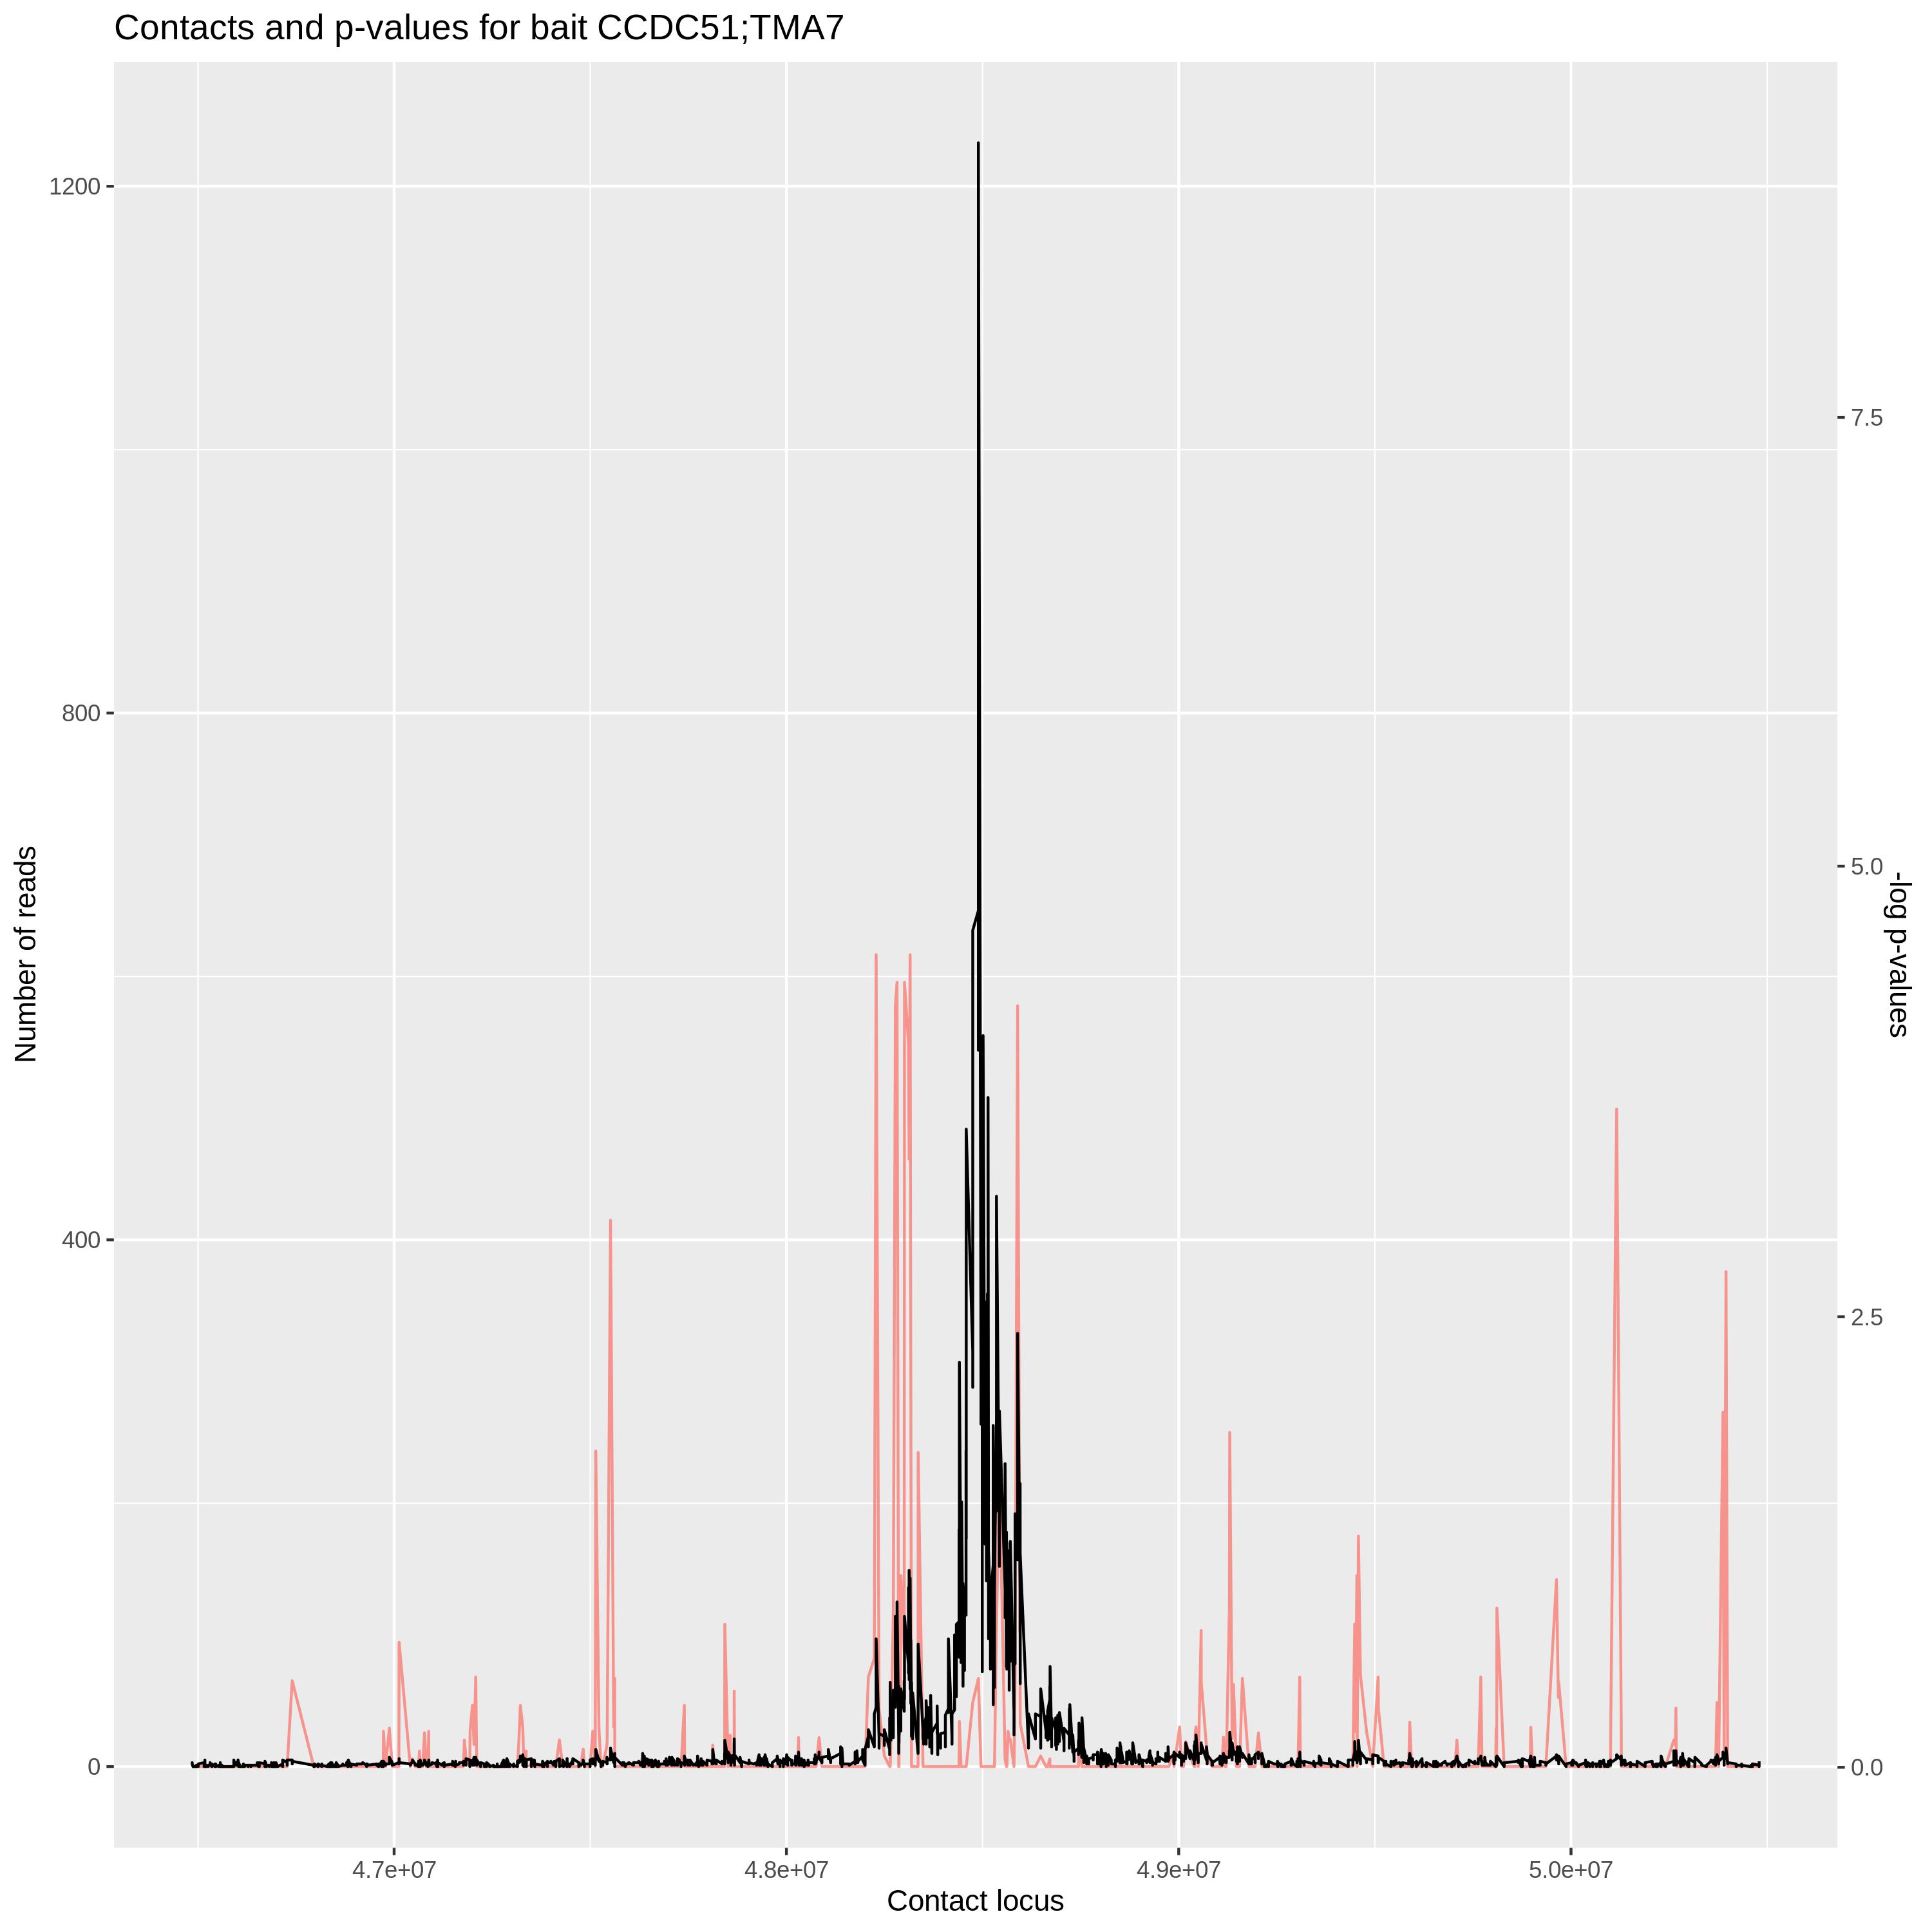 Contacts and p-values for bait CCDC51;TMA7
1200
800
400
0
Number of reads
7.5
5.0
2.5
0.0
-log p-values
4.7e+07
4.8e+07
4.9e+07
5.0e+07
Contact locus